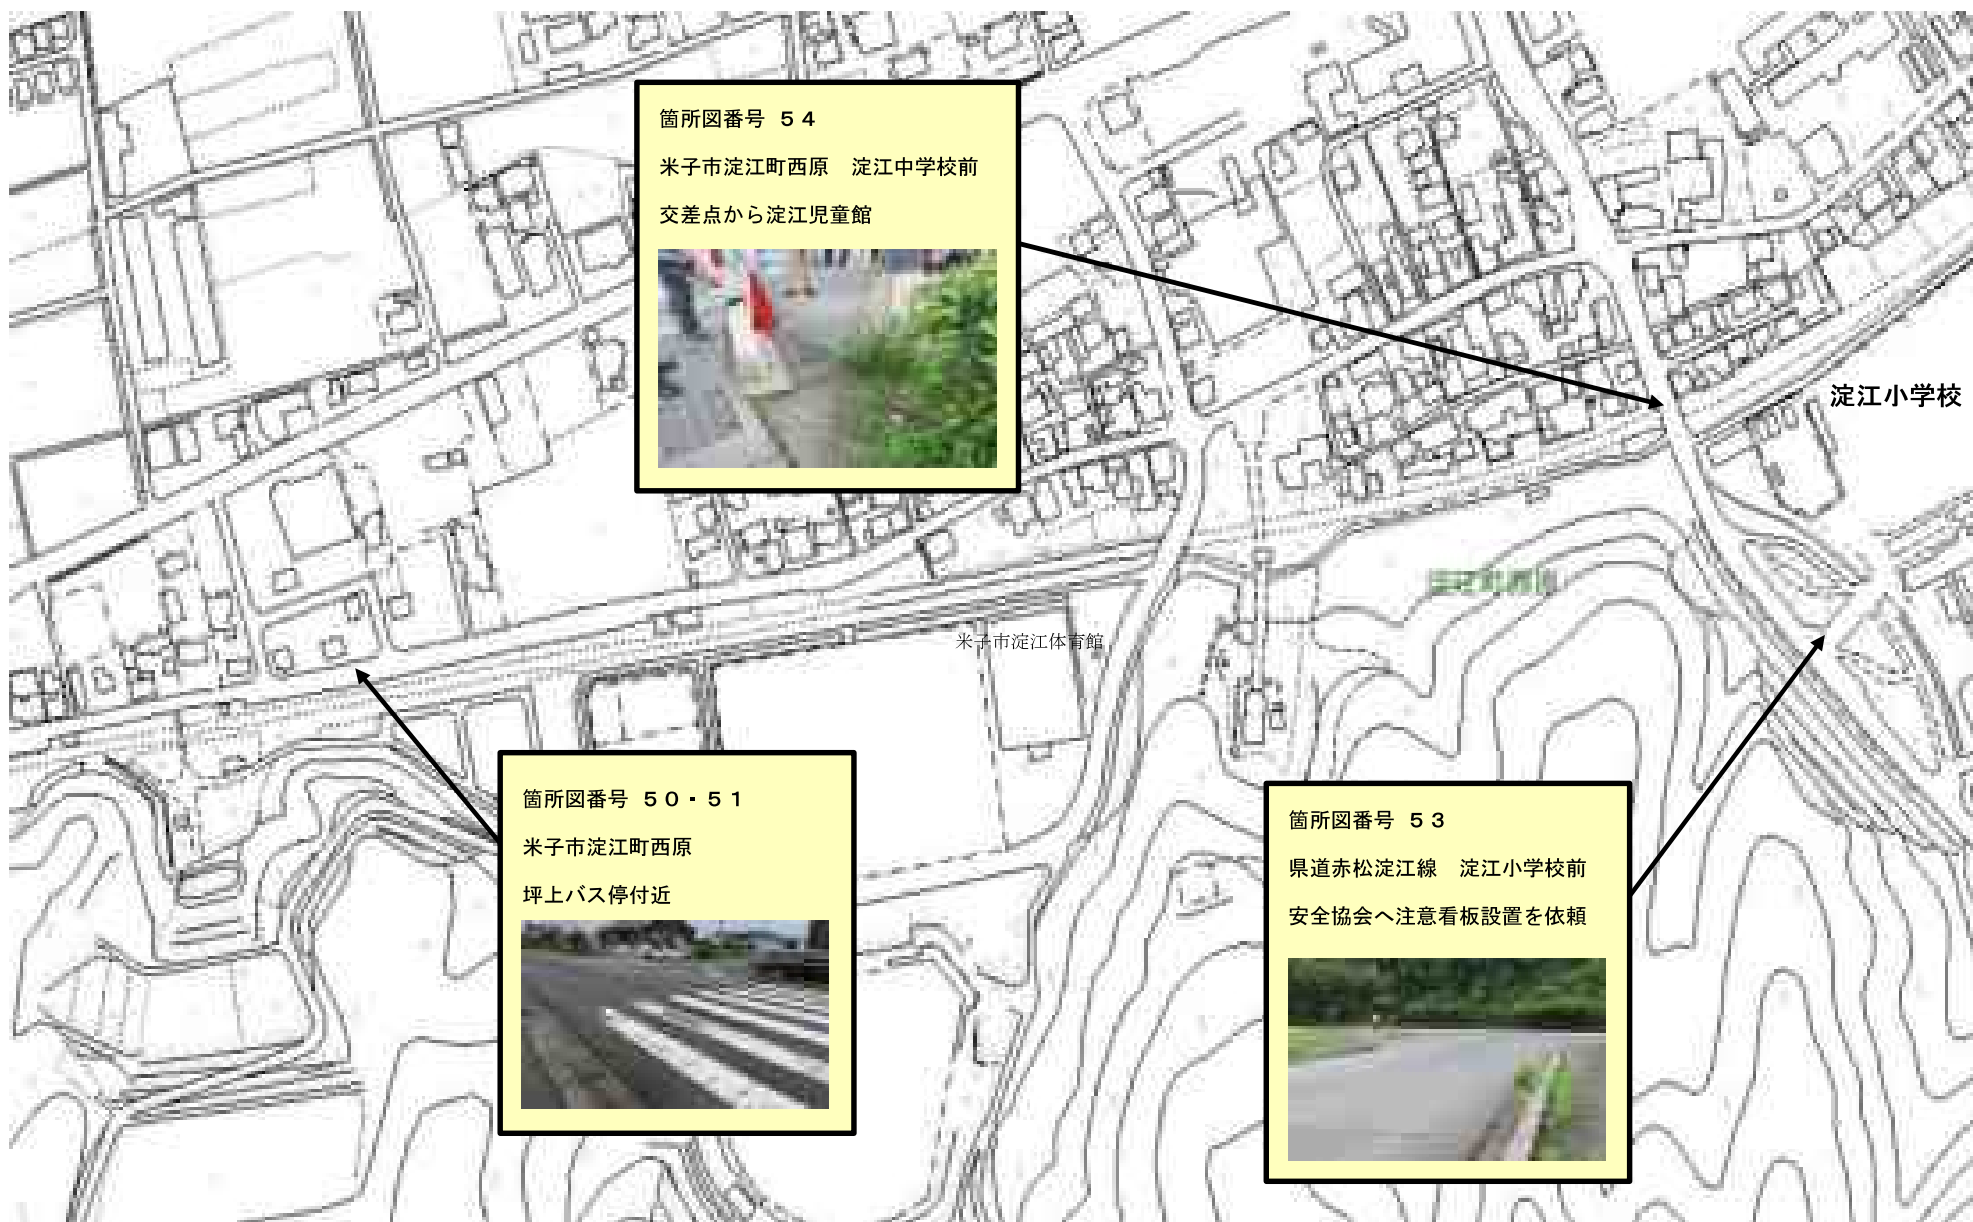 箇所図番号 ５４
米子市淀江町西原　淀江中学校前
交差点から淀江児童館
淀江小学校
米子市淀江体育館
箇所図番号 ５０・５１
米子市淀江町西原
坪上バス停付近
箇所図番号 ５３
県道赤松淀江線　淀江小学校前
安全協会へ注意看板設置を依頼